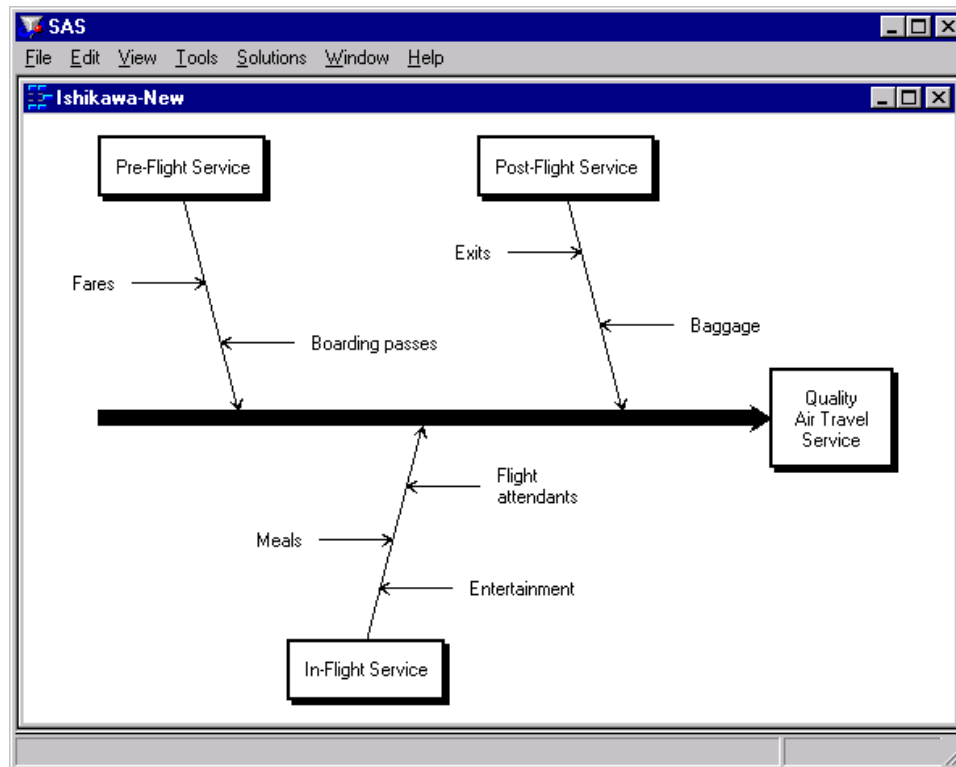 SAS
File Edit View Tools Solutions Window Help
Ishikawa-New
Pre-Flight Service
Post-Flight Service
Exits
Fares
Baggage
Boarding passes
Quality
Air Travel
Service
Flight
attendants
Meals
Entertainment
In-Flight Service